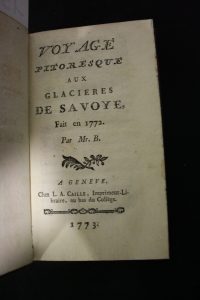 VOYAGE
PITORESQUE
AUX
GLACIERES
DE SAVOYE,
Fait en 1772.
Par Mr. B.
A GENEVE,
Chez L. A. CAILLE, Imprimeur-Li-
braire, au bas du Collège.
1773: